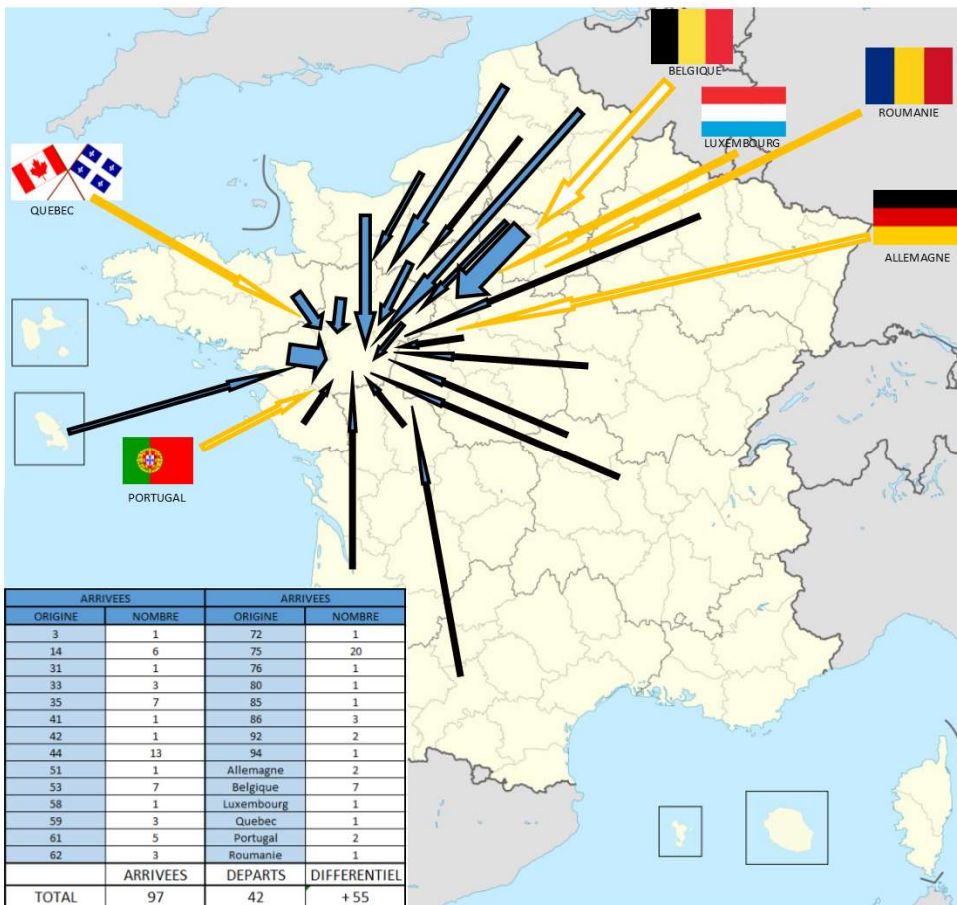 BELGIQUE
LUXEMBOURG
ROUMANIE
QUEBEC
ALLEMAGNE
PORTUGAL
ARRIVEES ARRIVEES
ORIGINE NOMBRE ORIGINE NOMBRE
3 1 72 1
14 6 75 20
31 1 76 1
33 3 80 1
35 7 85 1
41 1 86 3
42 1 92 2
44 13 94 1
51 1 Allemagne 2
53 7 Belgique 7
58 1 Luxembourg 1
59 3 Quebec 1
61 5 Portugal 2
62 3 Roumanie 1
ARRIVEES DEPARTS DIFFERENTIEL
TOTAL 97 42 +55